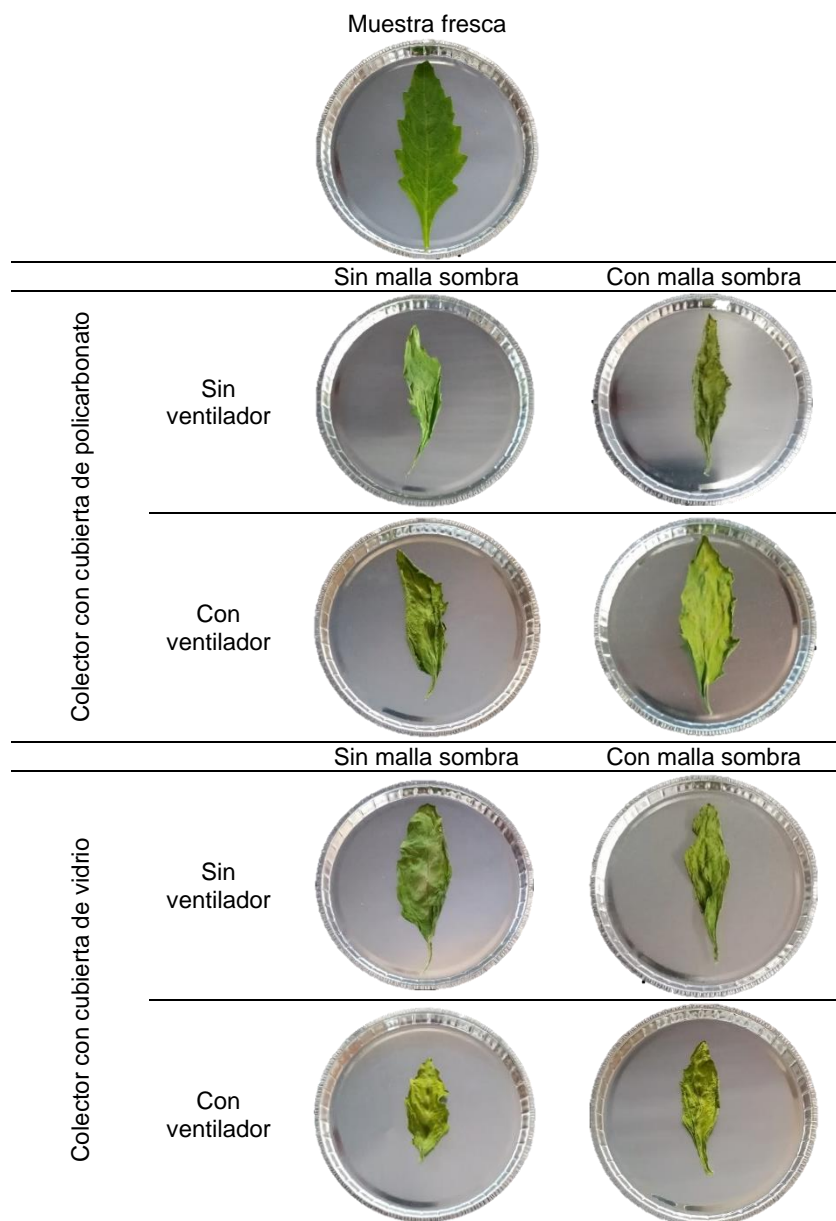 Muestra fresca
Sin malla sombra Con malla sombra
Colector con cubierta de policarbonato
Sin
ventilador
Con
ventilador
Sin malla sombra Con malla sombra
Colector con cubierta de vidrio
Sin
ventilador
Con
ventilador